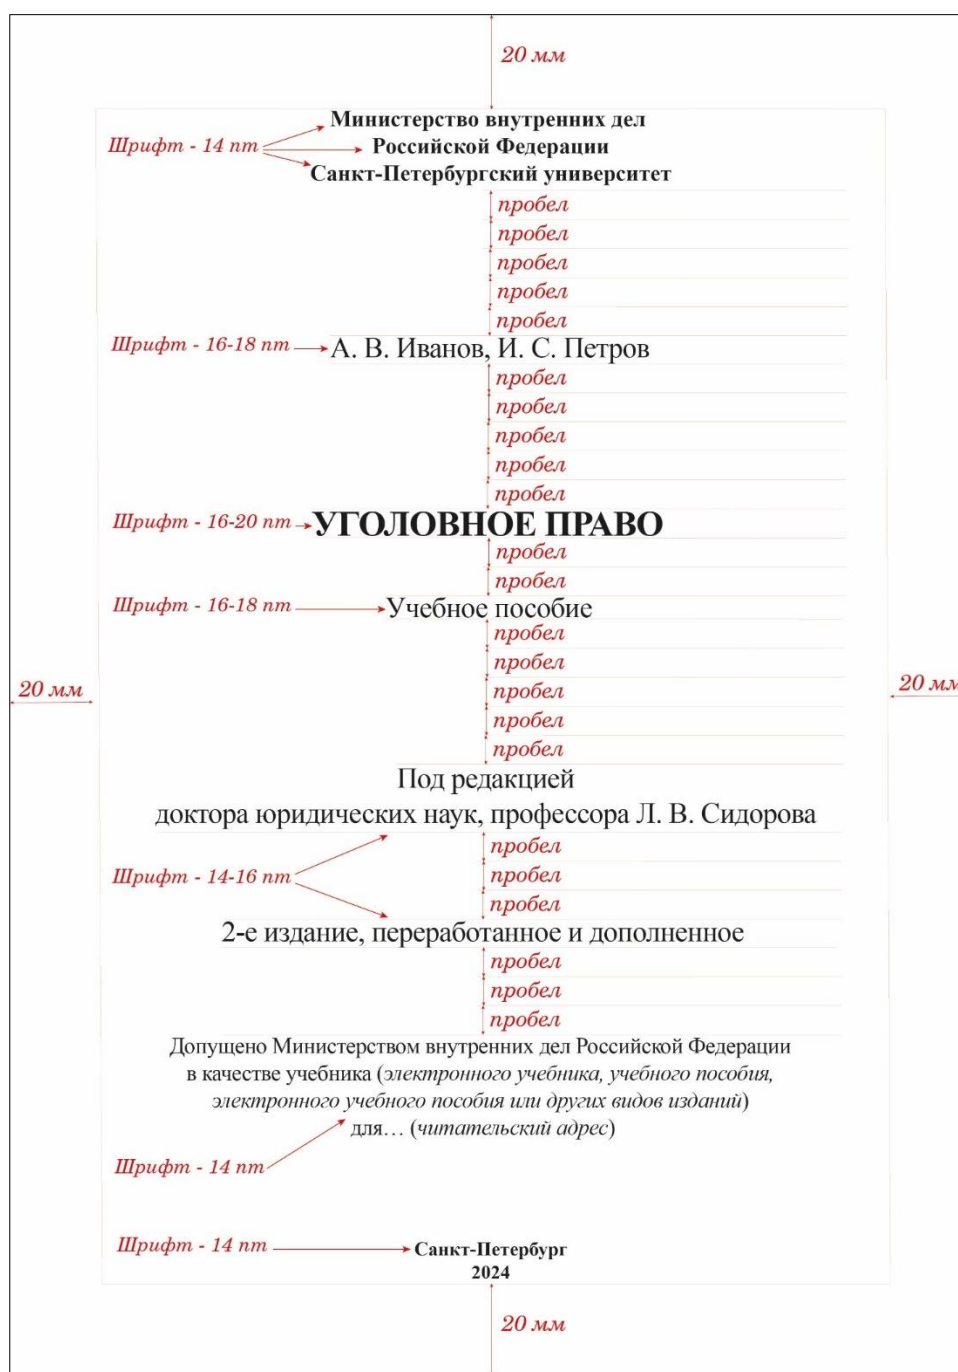 20 мм
Министерство внутренних дел
Шрифт - 14 пт
Российской Федерации
Санкт-Петербургский университет
пробел
пробел
пробел
пробел
пробел
Шрифт - 16-18 пт
А. В. Иванов, И. С. Петров
пробел
пробел
пробел
пробел
пробел
Шрифт - 16-20 пт
УГОЛОВНОЕ ПРАВО
пробел
пробел
Шрифт - 16-18 пт
Учебное пособие
пробел
пробел
пробел
20 мм
20 мм
пробел
пробел
Под редакцией
доктора юридических наук, профессора Л. В. Сидорова
пробел
Шрифт - 14-16 пт
пробел
пробел
2-е издание, переработанное и дополненное
пробел
пробел
пробел
Допущено Министерством внутренних дел Российской Федерации
в качестве учебника (электронного учебника, учебного пособия,
электронного учебного пособия или других видов изданий)
для… (читательский адрес)
Шрифт - 14 пт
Шрифт - 14 пт
Санкт-Петербург
2024
20 мм